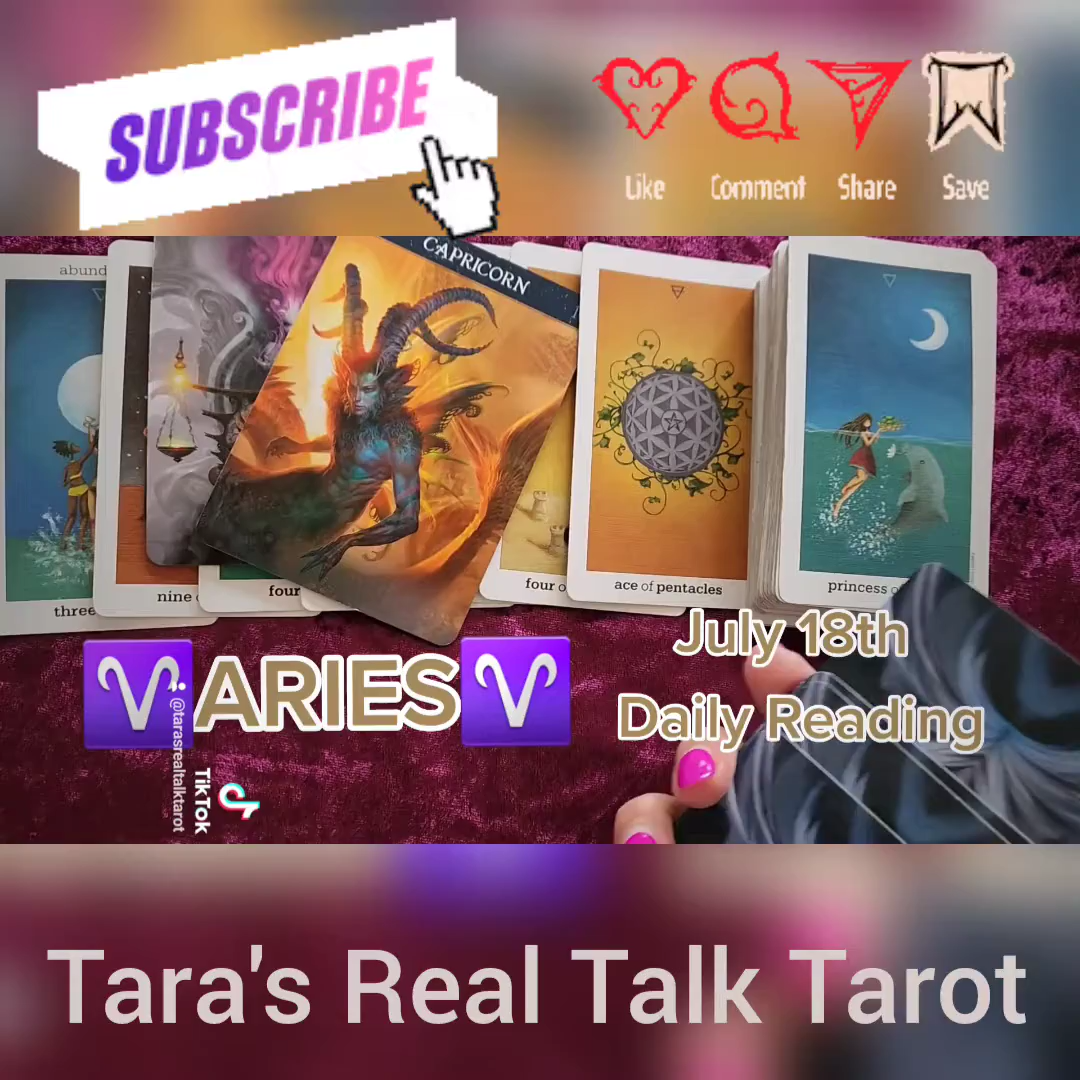 SUBSCRIBE
Like Comment Share Save
CAPRICORN
abund
three
nine
four
four o
ace of pentacles
princess of
July 18th
ARIES
Daily Reading
@tarasrealtalktarot
TikTok
Tara's Real Talk Tarot